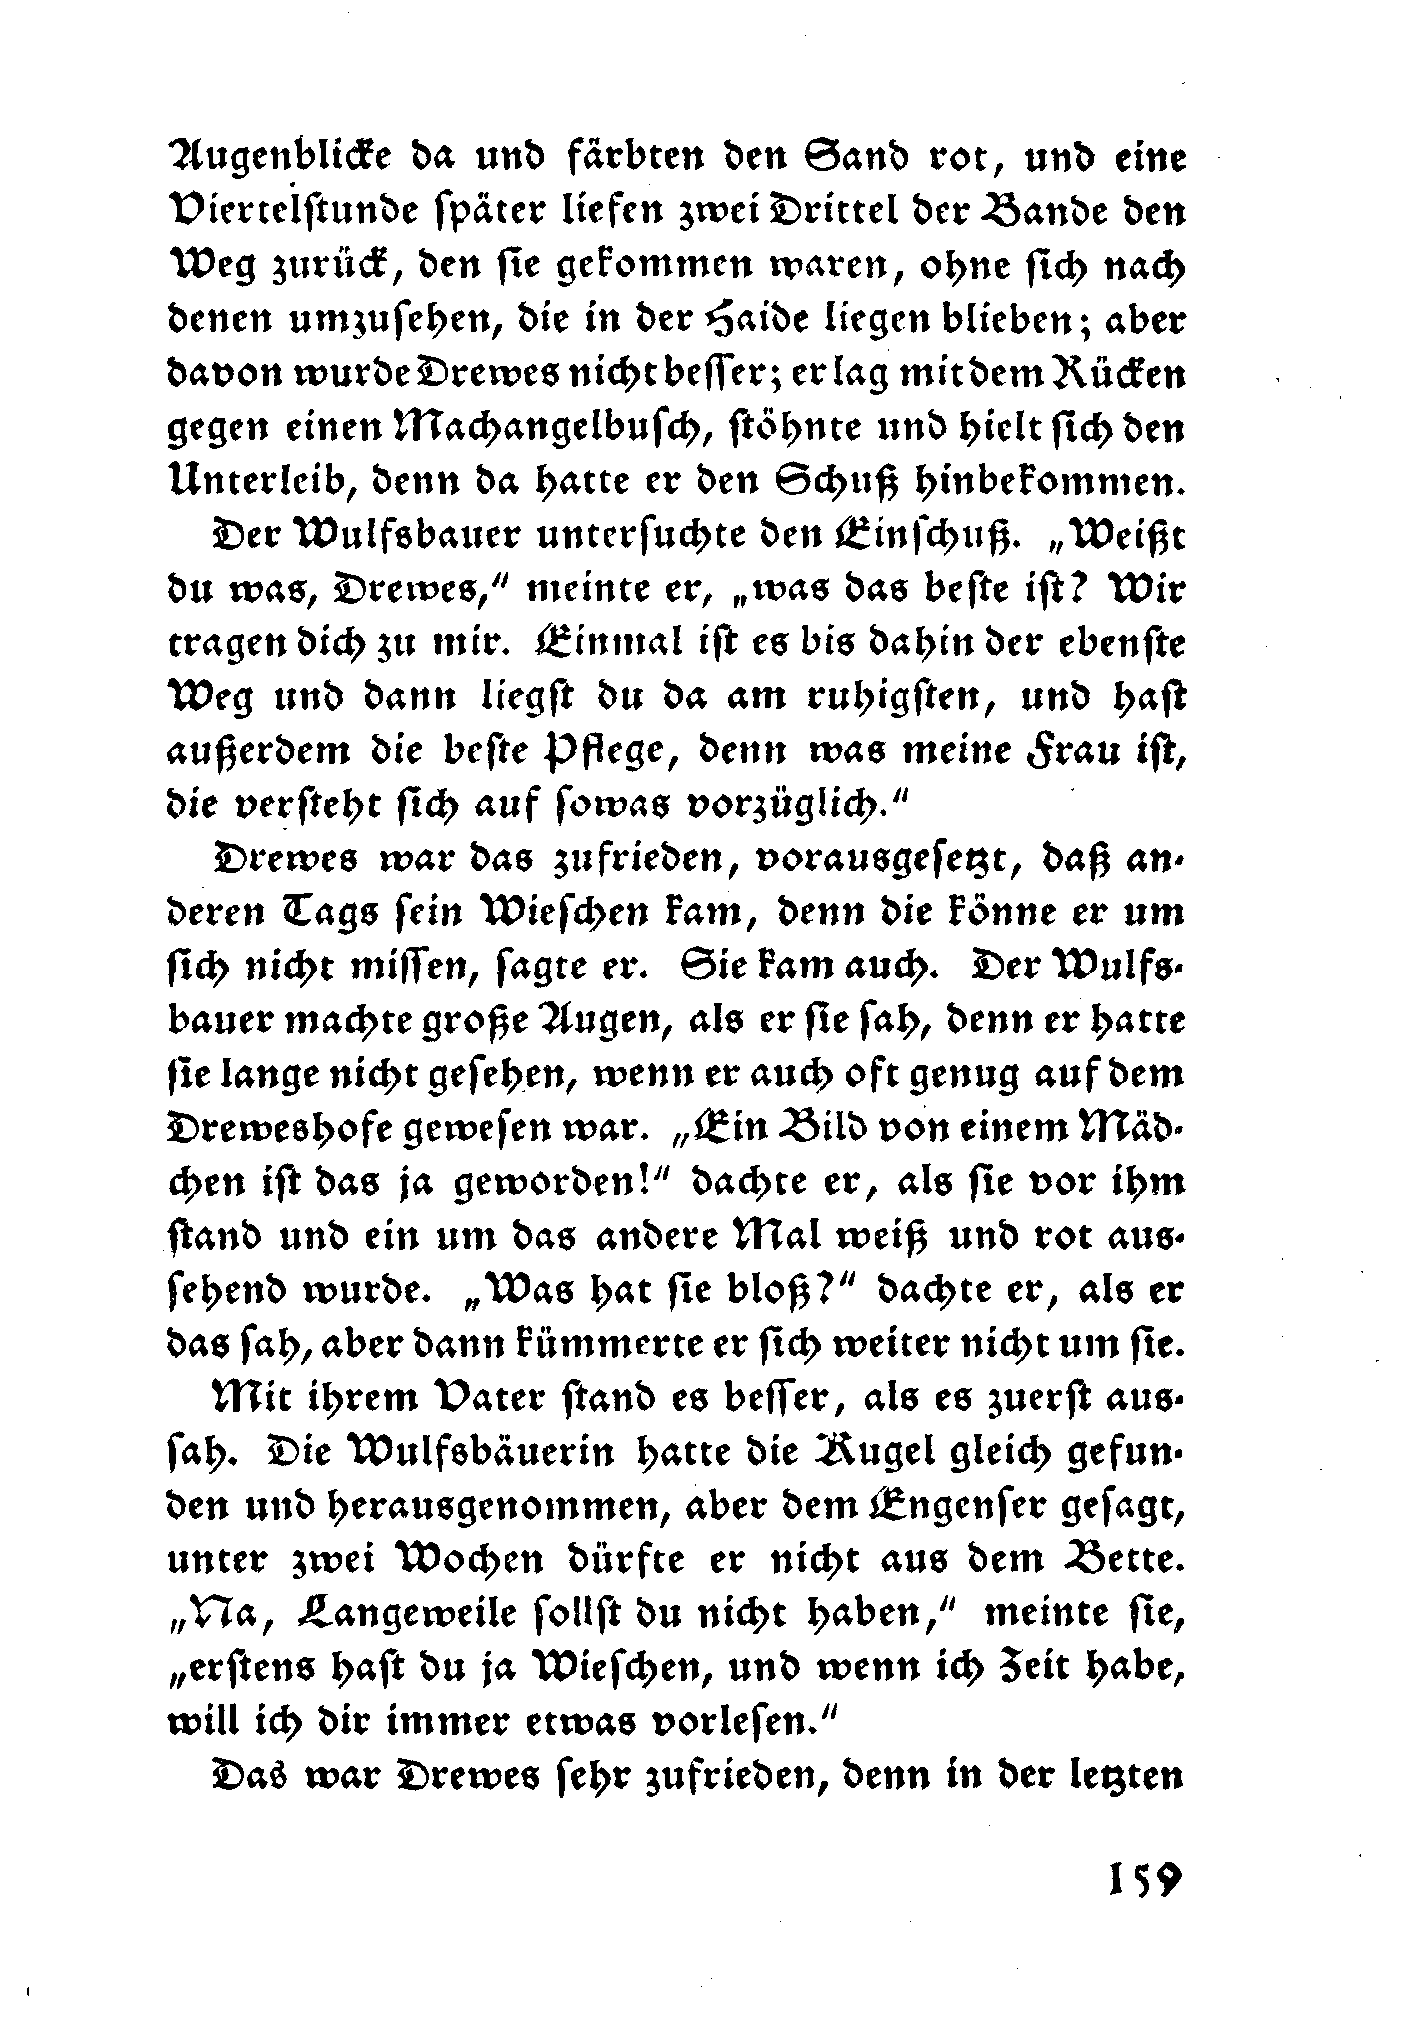 Augenblicke da und färbten den Sand rot, und eine
Viertelstunde später liefen zwei Drittel der Bande den
Weg zurück, den sie gekommen waren, ohne sich nach
denen umzusehen, die in der Haide liegen blieben; aber
davon wurde Drewes nicht besser; er lag mit dem Rücken
gegen einen Machangelbusch, stöhnte und hielt sich den
Unterleib, denn da hatte er den Schuß hinbekommen.
Der Wulfsbauer untersuchte den Einschuß. „Weißt
du was, Drewes,“ meinte er, „was das beste ist? Wir
tragen dich zu mir. Einmal ist es bis dahin der ebenste
Weg und dann liegst du da am ruhigsten, und hast
außerdem die beste Pflege, denn was meine Frau ist,
die versteht sich auf sowas vorzüglich.“
Drewes war das zufrieden, vorausgesetzt, daß an-
deren Tags sein Wieschen kam, denn die könne er um
sich nicht missen, sagte er. Sie kam auch. Der Wulfs-
bauer machte große Augen, als er sie sah, denn er hatte
sie lange nicht gesehen, wenn er auch oft genug auf dem
Dreweshofe gewesen war. „Ein Bild von einem Mäd-
chen ist das ja geworden!“ dachte er, als sie vor ihm
stand und ein um das andere Mal weiß und rot aus-
sehend wurde. „Was hat sie bloß?“ dachte er, als er
das sah, aber dann kümmerte er sich weiter nicht um sie.
Mit ihrem Vater stand es besser, als es zuerst aus-
sah. Die Wulfsbäuerin hatte die Kugel gleich gefun-
den und herausgenommen, aber dem Engenser gesagt,
unter zwei Wochen dürfte er nicht aus dem Bette.
„Na, Langeweile sollst du nicht haben,“ meinte sie,
„erstens hast du ja Wieschen, und wenn ich Zeit habe,
will ich dir immer etwas vorlesen.“
Das war Drewes sehr zufrieden, denn in der letzten
159